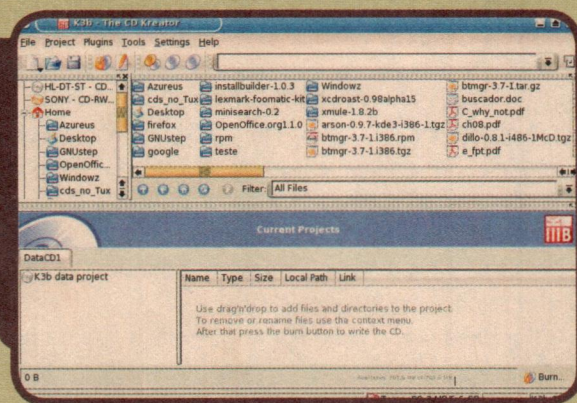 K3b - The CD Kreator
File Project Plugins Tools Settings Help
HL-DT-ST - CD...
SONY - CD-RW...
Home
Azureus
Desktop
GNUstep
OpenOffic...
Windowz
cds_no_Tux
Azureus
cds_no_Tux
Desktop
firefox
GNUstep
google
installbuilder-1.0.3
lexmark-foomatic-kit
minisearch-0.2
OpenOffice.org1.1.0
rpm
teste
Windowz
xcdroast-0.98alpha15
xmule-1.8.2b
arson-0.9.7-kde3-i386-1.tgz
btmgr-3.7-1.i386.rpm
btmgr-3.7-1.i386.tgz
btmgr-3.7-1.tar.gz
buscador.doc
C_why_not.pdf
ch08.pdf
dillo-0.8.1-i486-1McD.tgz
e_fpt.pdf
Filter: All Files
Current Projects
DataCD1
K3b data project
Name Type Size Local Path Link
Use drag'n'drop to add files and directories to the project.
To remove or rename files use the context menu.
After that press the burn button to write the CD.
0 B
Burn...